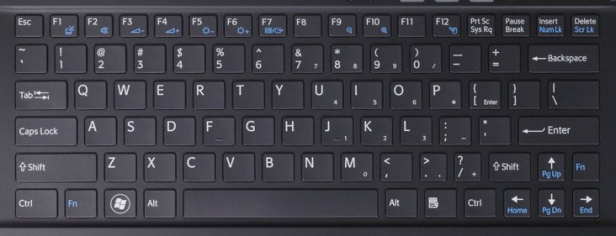 Esc F1 F2 F3 F4 F5 F6 F7 F8 F9 F10 F11 F12 Prt Sc Pause Insert Delete
Sys Rq Break Num Lk Scr Lk
~ ! @ # $ % ^ & * ( ) — +
` 1 2 3 4 5 6 7 7 8 8 9 9 0 / - = Backspace
Tab Q W E R T Y U 4 I 5 O 6 P * { [ Enter } ] | \
Caps Lock A S D F G H J 1 K 2 L 3 : ; - " ' Enter
Shift Z X C V B N M 0 < , > . . ? / + Shift Pg Up Fn
Ctrl Fn Alt Alt Ctrl Home Pg Dn End